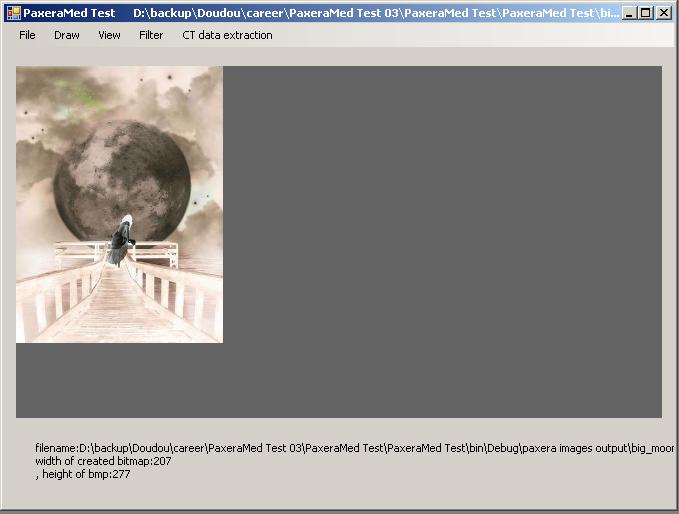 PaxeraMed Test D:\backup\Doudou\career\PaxeraMed Test 03\PaxeraMed Test\PaxeraMed Test\bi...
File Draw View Filter CT data extraction
filename:D:\backup\Doudou\career\PaxeraMed Test 03\PaxeraMed Test\PaxeraMed Test\bin\Debug\paxera images output\big_moon
width of created bitmap:207
, height of bmp:277